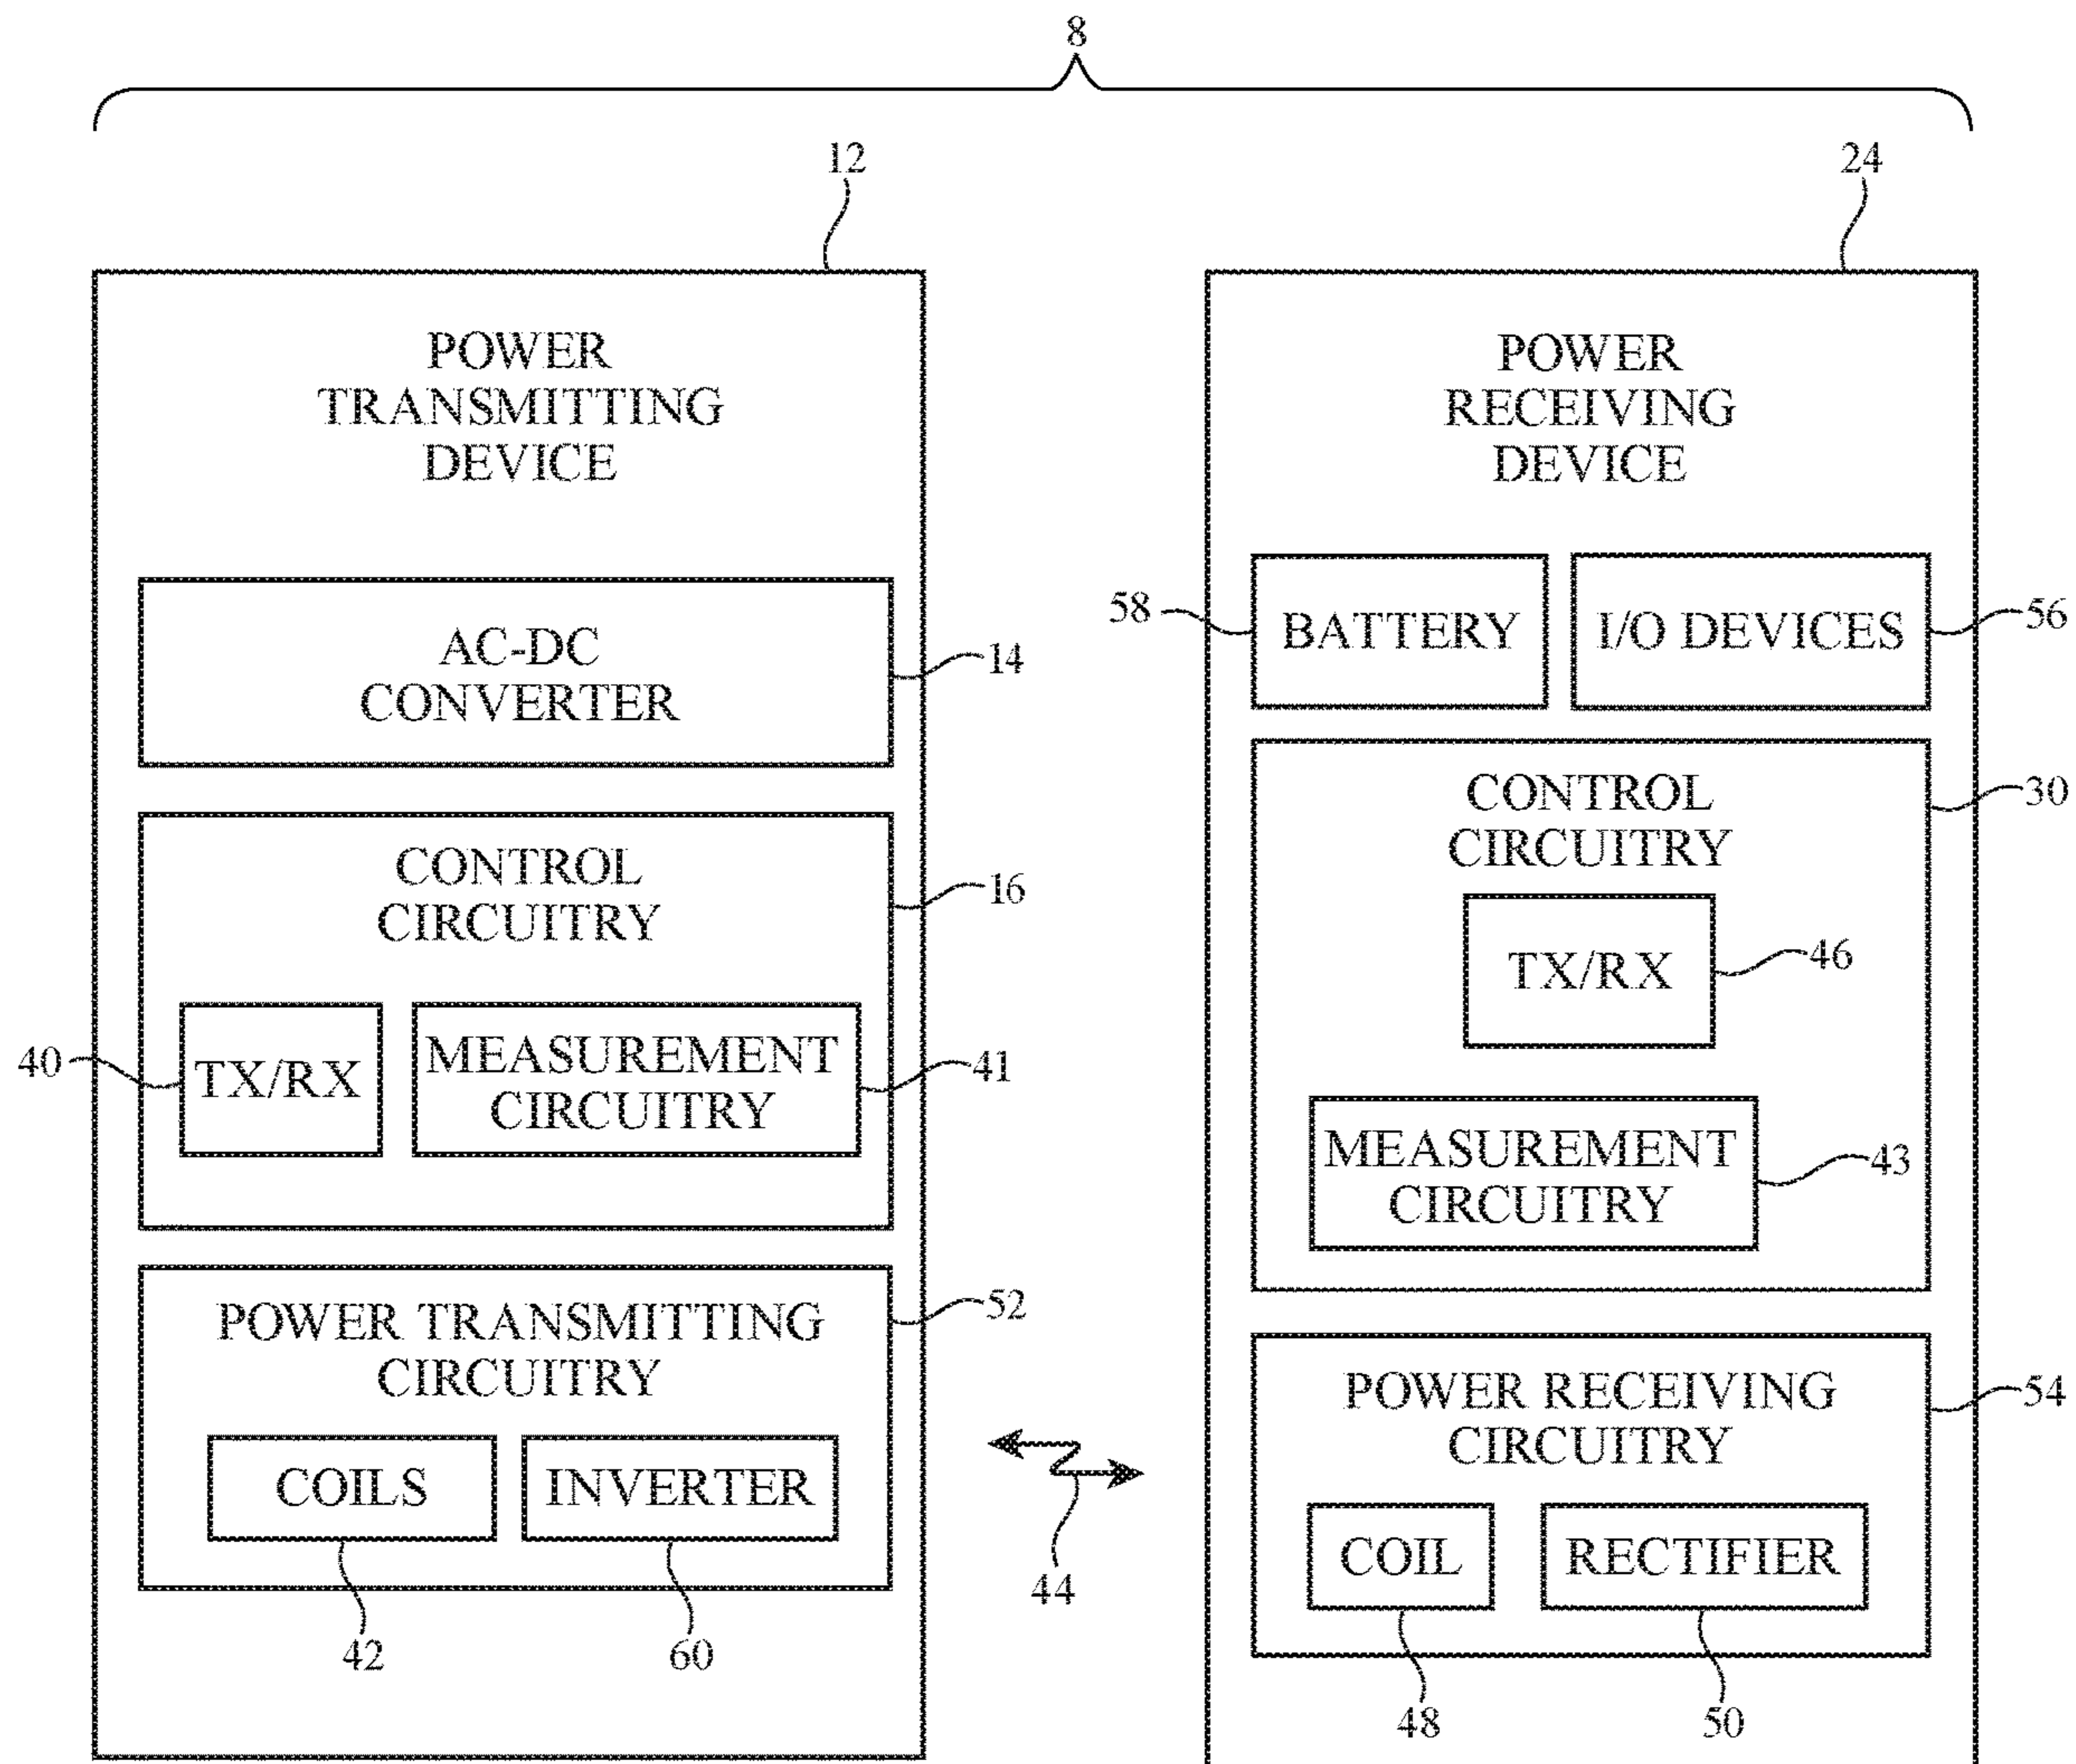 8
12
24
POWER
TRANSMITTING
DEVICE
AC-DC
CONVERTER
14
CONTROL
CIRCUITRY
16
40
TX/RX
MEASUREMENT
CIRCUITRY
41
POWER TRANSMITTING
CIRCUITRY
52
COILS
INVERTER
42
60
44
POWER
RECEIVING
DEVICE
58
BATTERY
I/O DEVICES
56
CONTROL
CIRCUITRY
30
TX/RX
46
MEASUREMENT
CIRCUITRY
43
POWER RECEIVING
CIRCUITRY
54
COIL
RECTIFIER
48
50